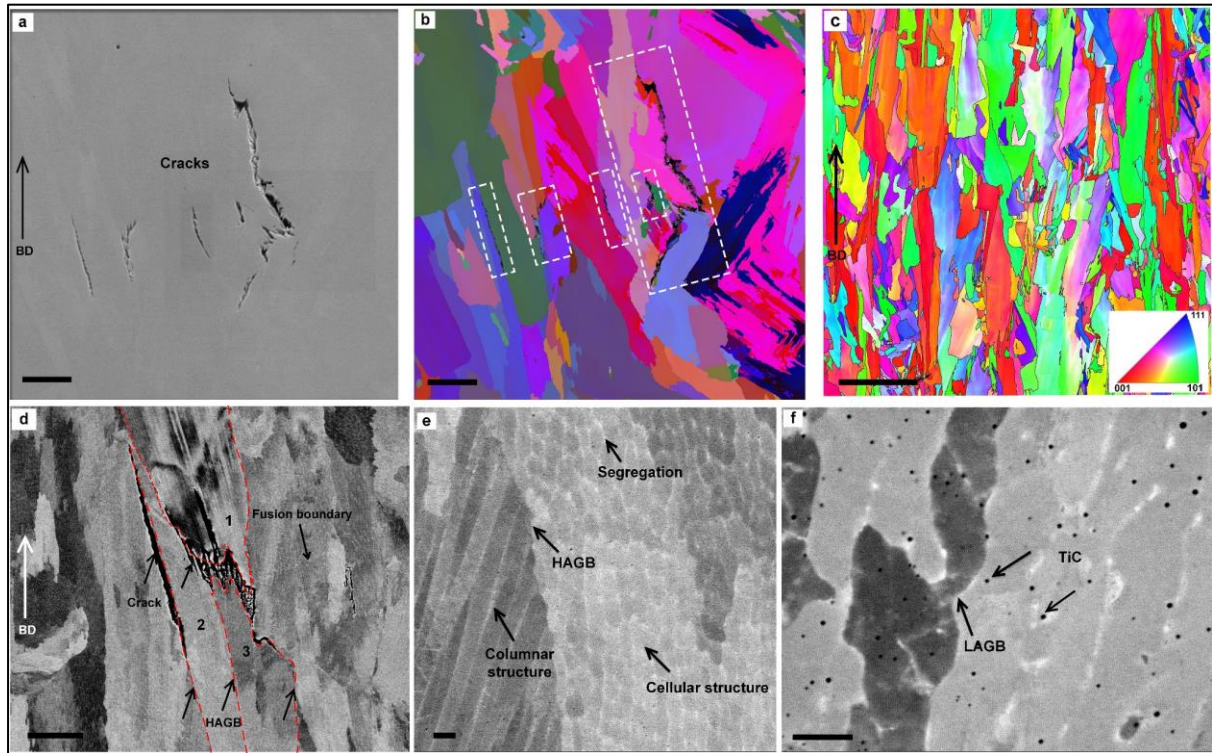 a
Cracks
BD
b
c
BD
111
001
101
d
1
Fusion boundary
Crack
BD
2
3
HAGB
e
Segregation
HAGB
Columnar
structure
Cellular structure
f
TiC
LAGB